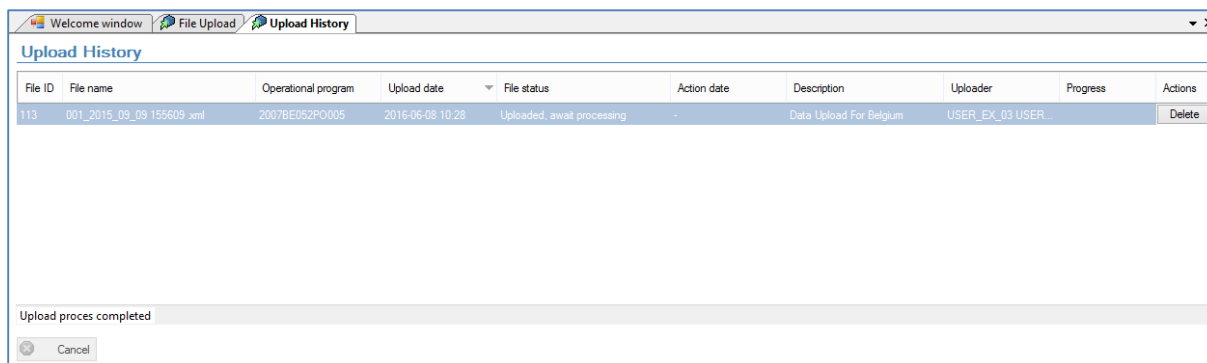 Welcome window File Upload Upload History
Upload History
File ID File name Operational program Upload date File status Action date Description Uploader Progress Actions
113 001_2015_09_09 155609 .xml 2007BE052PO005 2016-06-08 10:28 Uploaded, await processing - Data Upload For Belgium USER_EX_03 USER... Delete
Upload proces completed
Cancel